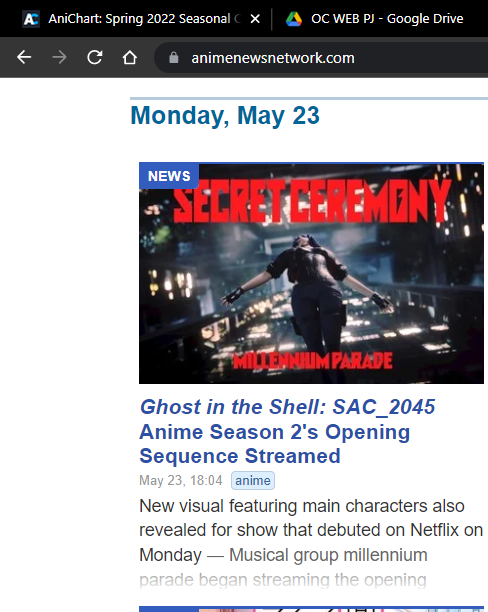 AniChart: Spring 2022 Seasonal
OC WEB PJ - Google Drive
animenewsnetwork.com
Monday, May 23
NEWS
SECRET CEREMONY
MILLENNIUM PARADE
Ghost in the Shell: SAC_2045
Anime Season 2's Opening
Sequence Streamed
May 23, 18:04 anime
New visual featuring main characters also
revealed for show that debuted on Netflix on
Monday — Musical group millennium
parade began streaming the opening